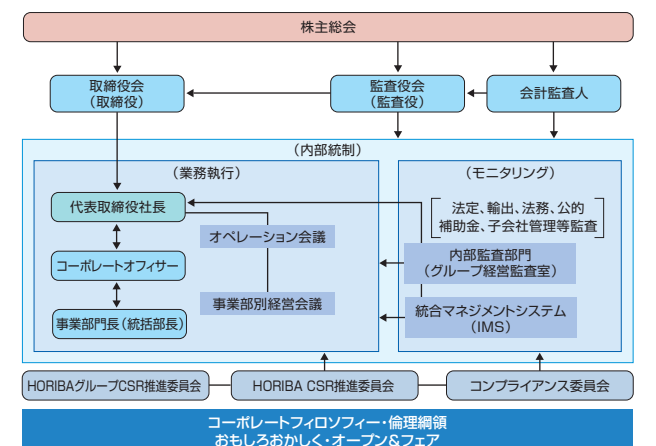 株主総会
取締役会
(取締役)
監査役会
(監査役)
会計監査人
(内部統制)
(業務執行)
(モニタリング)
代表取締役社長
法定、輸出、法務、公的
補助金、子会社管理等監査
オペレーション会議
コーポレートオフィサー
内部監査部門
(グループ経営監査室)
事業部別経営会議
事業部門長(統括部長)
統合マネジメントシステム
(IMS)
HORIBAグループCSR推進委員会
HORIBA CSR推進委員会
コンプライアンス委員会
コーポレートフィロソフィー・倫理綱領
おもしろおかしく・オープン&フェア